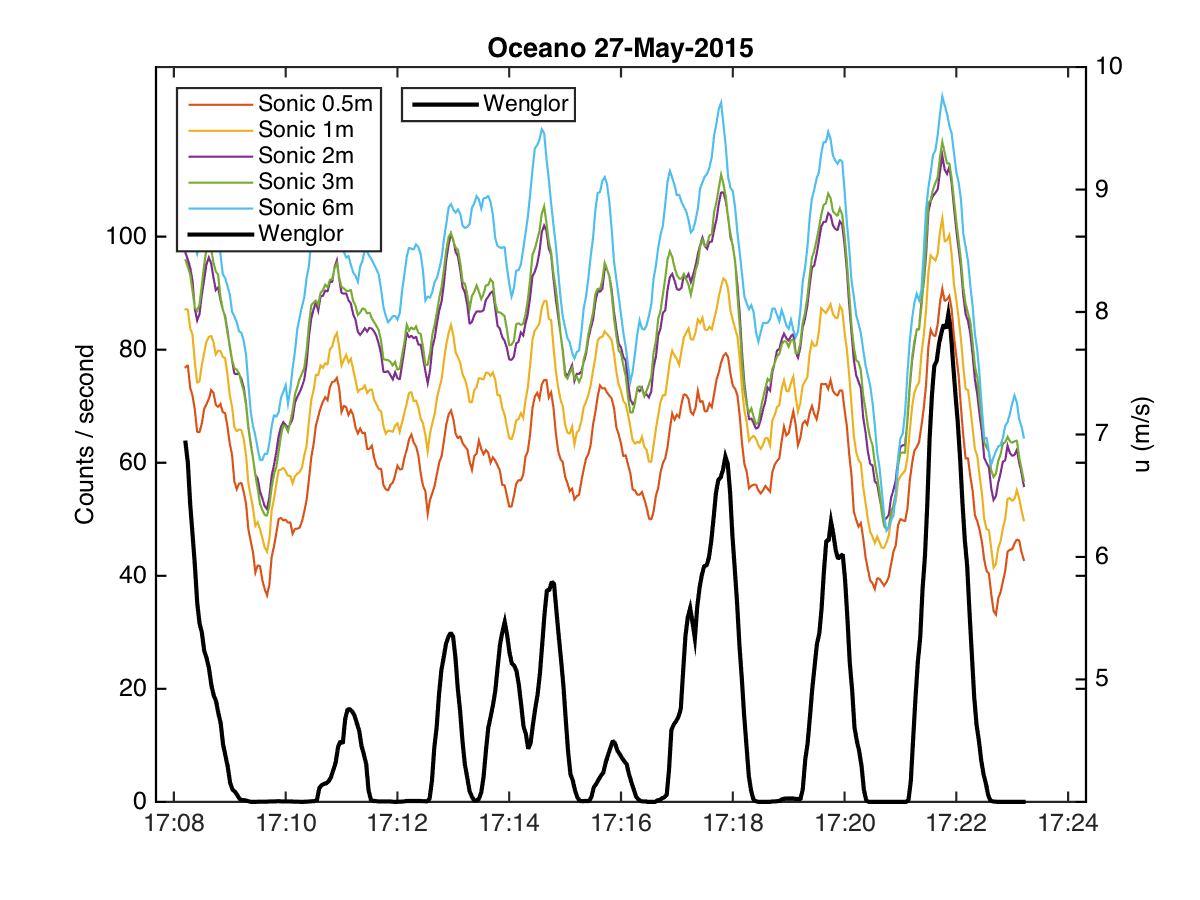 Oceano 27-May-2015
Sonic 0.5m
Sonic 1m
Sonic 2m
Sonic 3m
Sonic 6m
Wenglor
Wenglor
Counts / second
100
80
60
40
20
0
10
9
8
7
6
5
u (m/s)
17:08 17:10 17:12 17:14 17:16 17:18 17:20 17:22 17:24